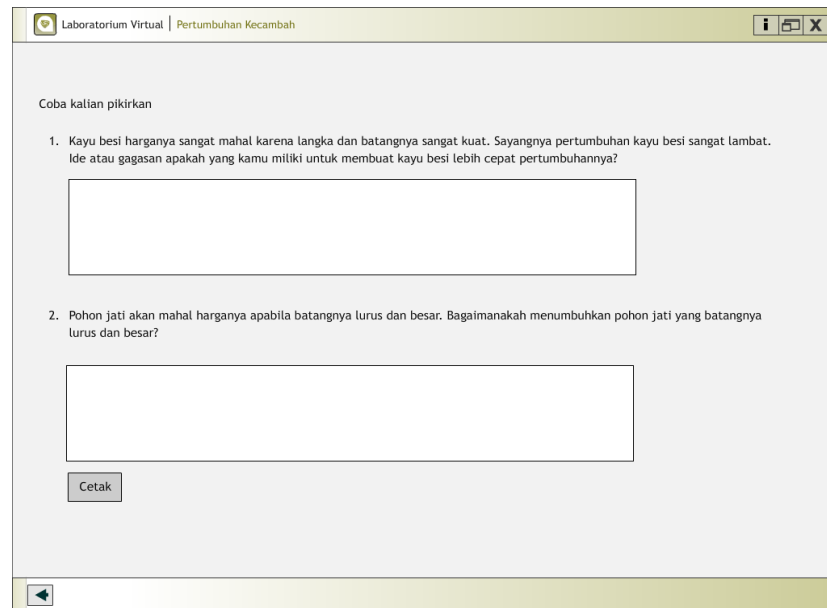 Laboratorium Virtual | Pertumbuhan Kecambah
i X
Coba kalian pikirkan
1. Kayu besi harganya sangat mahal karena langka dan batangnya sangat kuat. Sayangnya pertumbuhan kayu besi sangat lambat.
Ide atau gagasan apakah yang kamu miliki untuk membuat kayu besi lebih cepat pertumbuhannya?
2. Pohon jati akan mahal harganya apabila batangnya lurus dan besar. Bagaimanakah menumbuhkan pohon jati yang batangnya
lurus dan besar?
Cetak